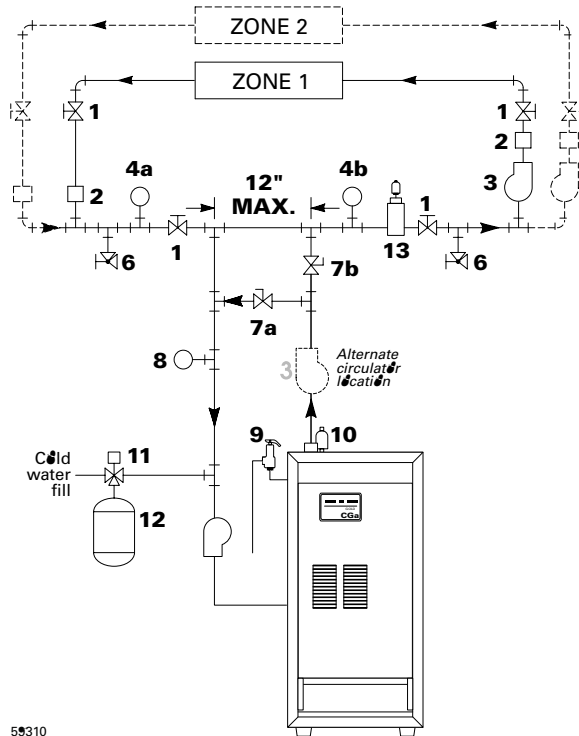 ZONE 2
ZONE 1
1
1
2
4a
12"
MAX.
4b
3
2
6
1
13
1
6
7b
7a
8
3
Alternate
circulator
location
9
10
11
Cold
water
fill
12
CGa